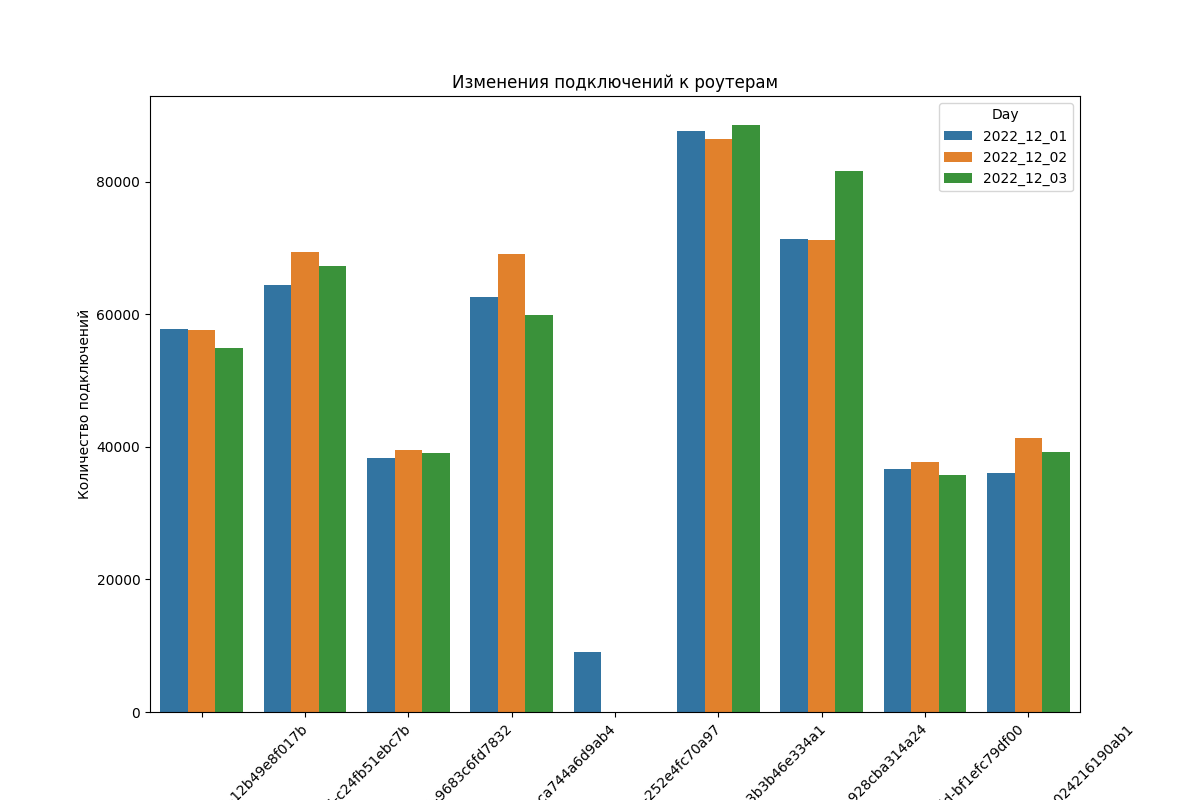 Изменения подключений к роутерам
Day
2022_12_01
2022_12_02
2022_12_03
Количество подключений
80000
60000
40000
20000
0
12b49e8f017b
-c24fb51ebc7b
9683c6fd7832
ca744a6d9ab4
252e4fc70a97
3b3b46e334a1
928cba314a24
d-bf1efc79df00
024216190ab1